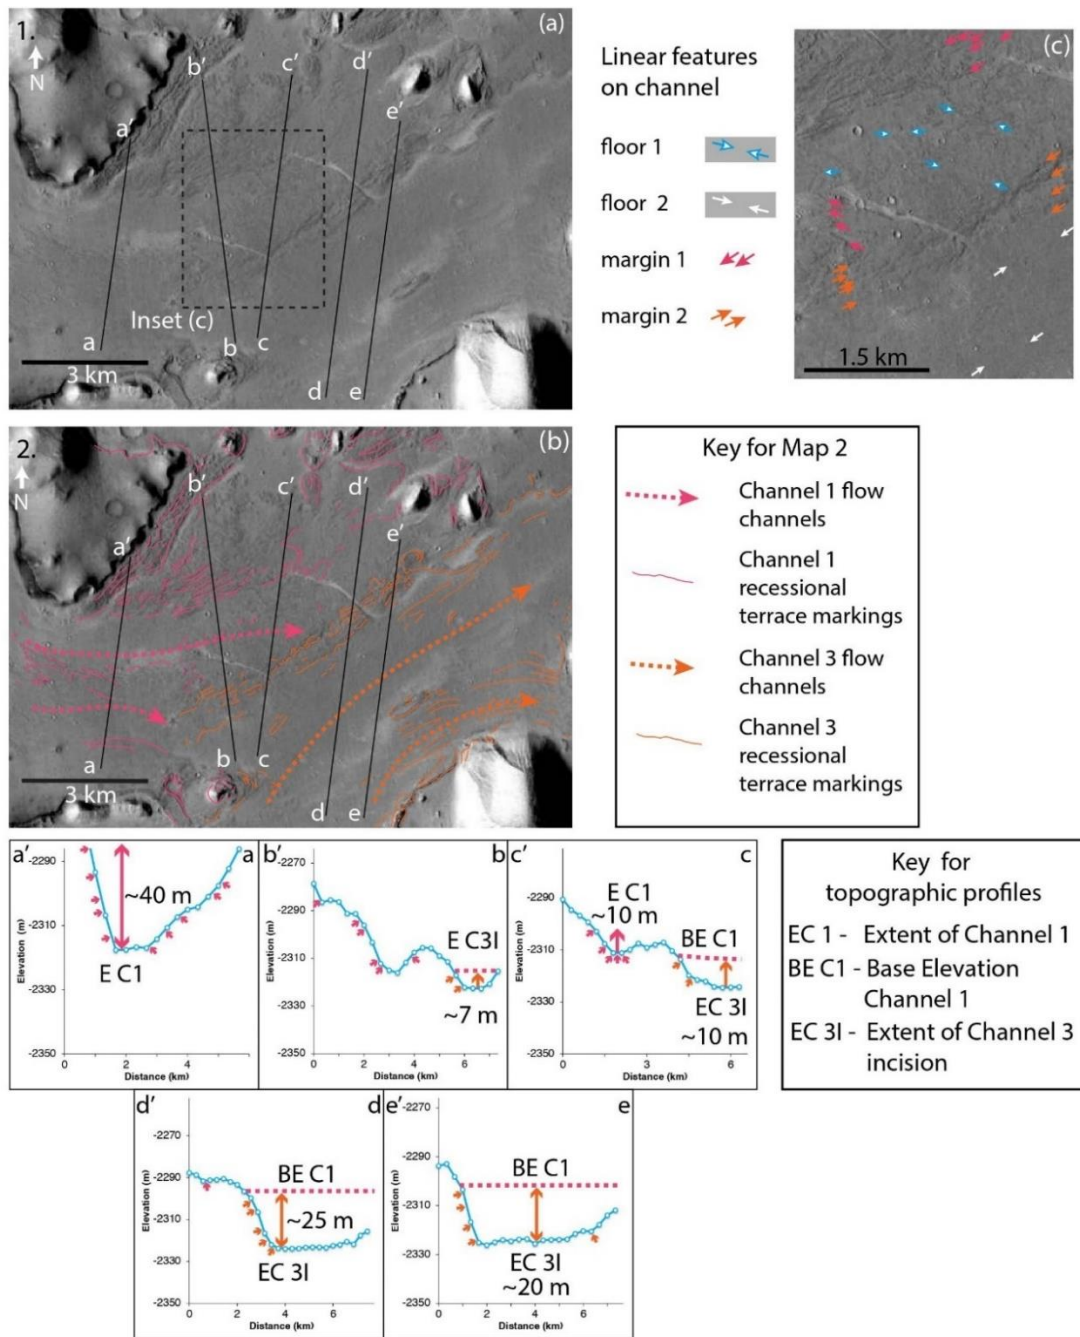 1.
N
(a)
a'
b'
c'
d'
e'
a
b
c
d
e
Inset (c)
3 km
Linear features
on channel
floor 1
floor 2
margin 1
margin 2
(c)
1.5 km
2.
N
(b)
a'
b'
c'
d'
e'
a
b
c
d
e
3 km
Key for Map 2
Channel 1 flow
channels
Channel 1
recessional
terrace markings
Channel 3 flow
channels
Channel 3
recessional
terrace markings
a'
a
-2290
-2310
-2330
-2350
Elevation (m)
~40 m
E C1
0
2
4
Distance (km)
b'
b
-2270
-2290
-2310
-2330
-2350
Elevation (m)
E C3I
~7 m
0
2
4
6
Distance (km)
c'
c
-2290
-2310
-2330
-2350
Elevation (m)
E C1
~10 m
BE C1
EC 3I
~10 m
0
2
4
6
Distance (km)
Key for
topographic profiles
EC 1 - Extent of Channel 1
BE C1 - Base Elevation
Channel 1
EC 3I - Extent of Channel 3
incision
d'
d
-2270
-2290
-2310
-2330
-2350
Elevation (m)
BE C1
~25 m
EC 3I
0
2
4
6
Distance (km)
e'
e
-2270
-2290
-2310
-2330
-2350
Elevation (m)
BE C1
EC 3I
~20 m
0
2
4
6
Distance (km)